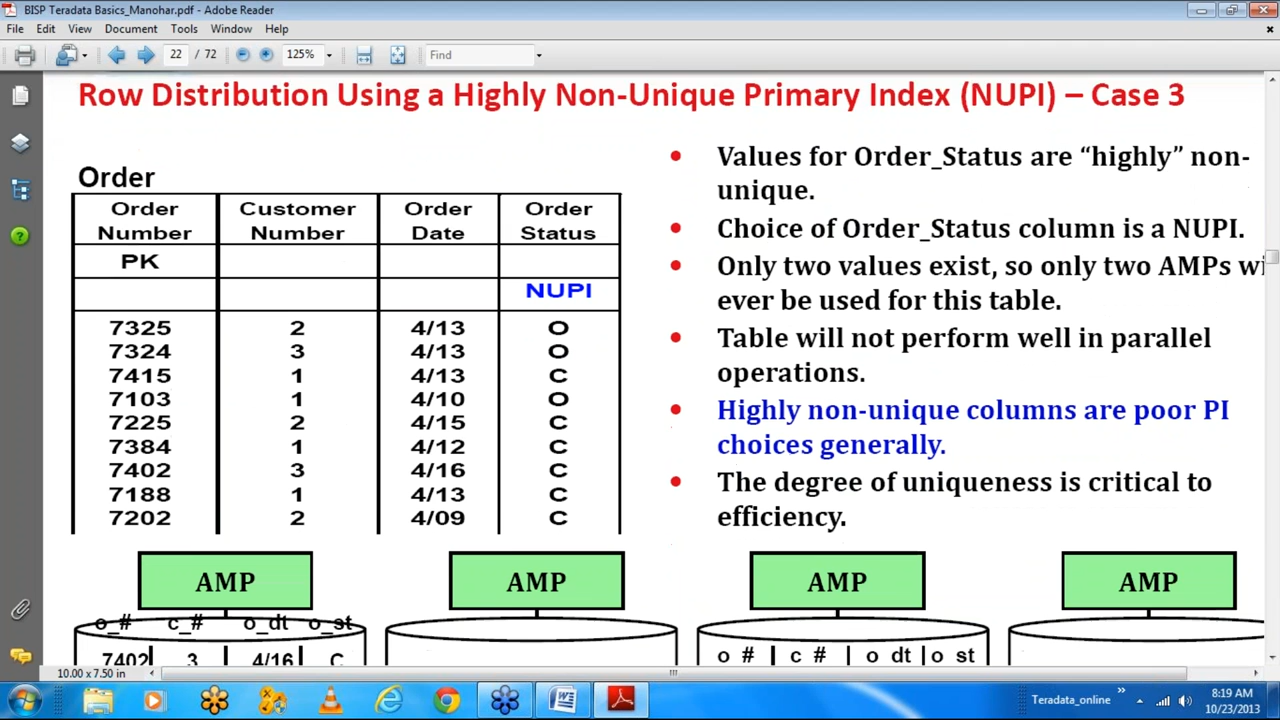 BISP Teradata Basics_Manohar.pdf - Adobe Reader
File Edit View Document Tools Window Help
22 / 72 125% Find
Row Distribution Using a Highly Non-Unique Primary Index (NUPI) – Case 3
Order
Order Number Customer Number Order Date Order Status
PK
NUPI
7325 2 4/13 O
7324 3 4/13 O
7415 1 4/13 C
7103 1 4/10 O
7225 2 4/15 C
7384 1 4/12 C
7402 3 4/16 C
7188 1 4/13 C
7202 2 4/09 C
• Values for Order_Status are “highly” non-
unique.
• Choice of Order_Status column is a NUPI.
• Only two values exist, so only two AMPs wi
ever be used for this table.
• Table will not perform well in parallel
operations.
• Highly non-unique columns are poor PI
choices generally.
• The degree of uniqueness is critical to
efficiency.
AMP AMP AMP AMP
o_# c_# o_dt o_st
7402 3 4/16 C
o # c # o dt o st
10.00 x 7.50 in
Teradata_online
8:19 AM
10/23/2013